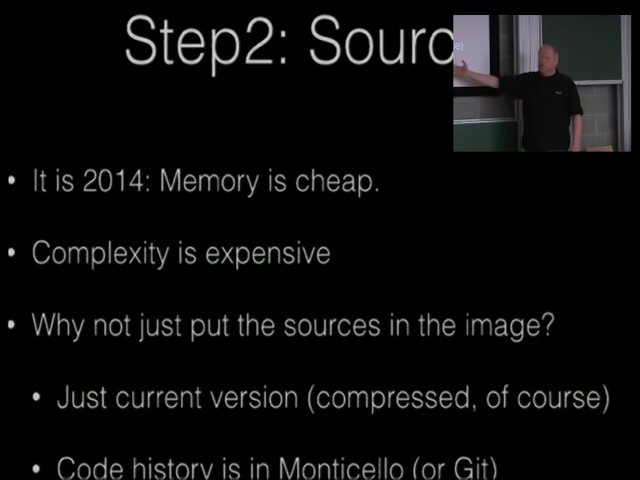 Step2: Sourc
• It is 2014: Memory is cheap.
• Complexity is expensive
• Why not just put the sources in the image?
• Just current version (compressed, of course)
• Code history is in Monticello (or Git)